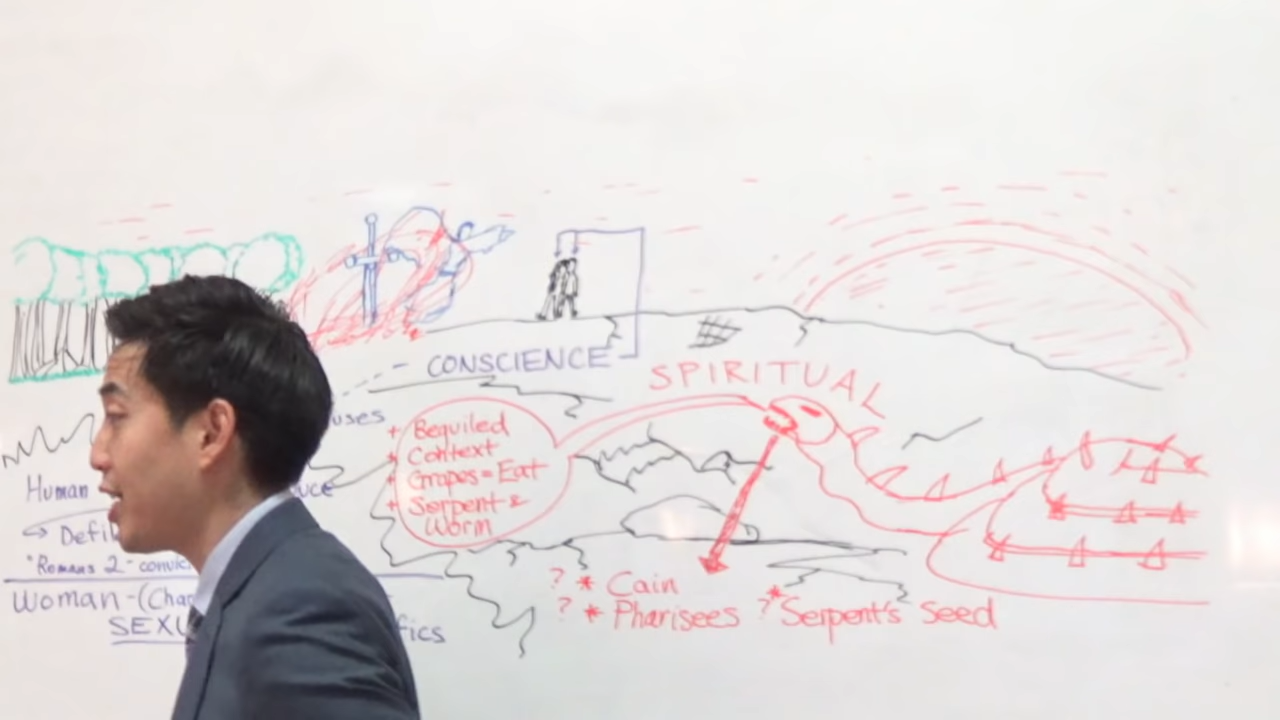 CONSCIENCE
SPIRITUAL
uses
+ Bequiled
* Context
+ Grapes = Eat
+ Serpent &
Worm
Human
uce
→ Defil
"Romans 2 - convic
Woman - (Cha
SEXU
fics
? * Cain
? * Pharisees ? * Serpent's Seed